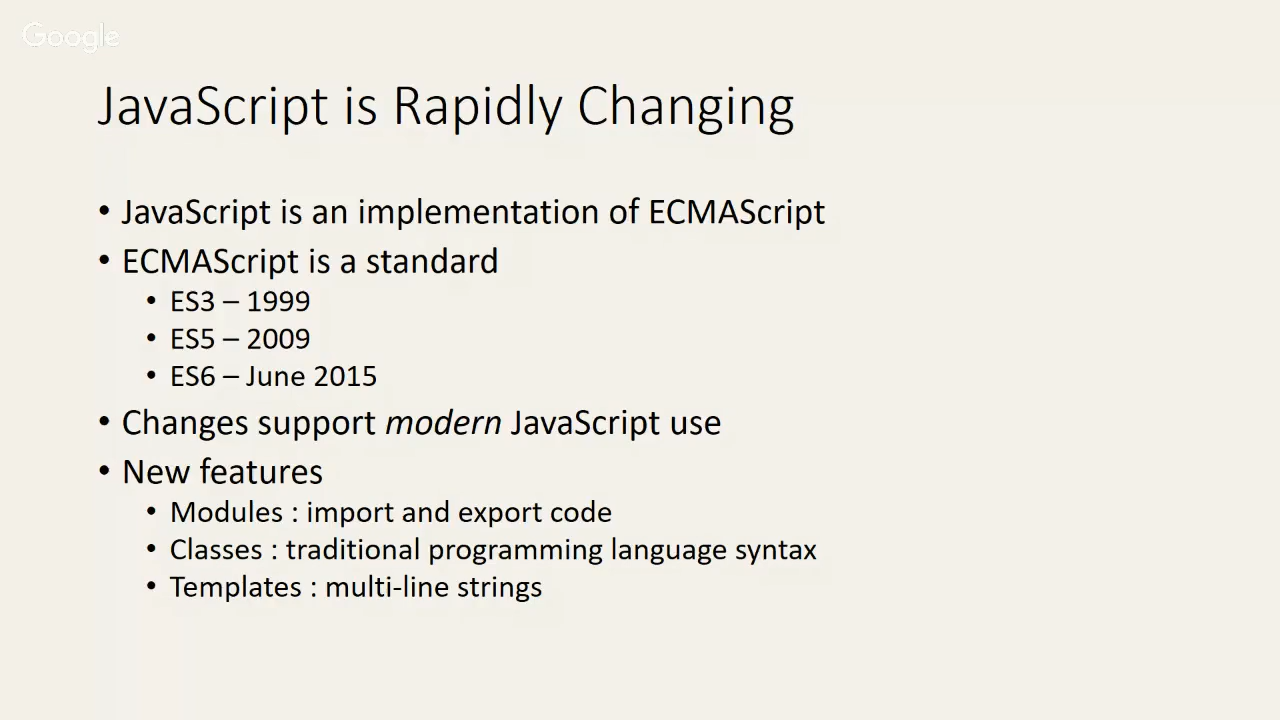 Google
JavaScript is Rapidly Changing
• JavaScript is an implementation of ECMAScript
• ECMAScript is a standard
• ES3 – 1999
• ES5 – 2009
• ES6 – June 2015
• Changes support modern JavaScript use
• New features
• Modules : import and export code
• Classes : traditional programming language syntax
• Templates : multi-line strings